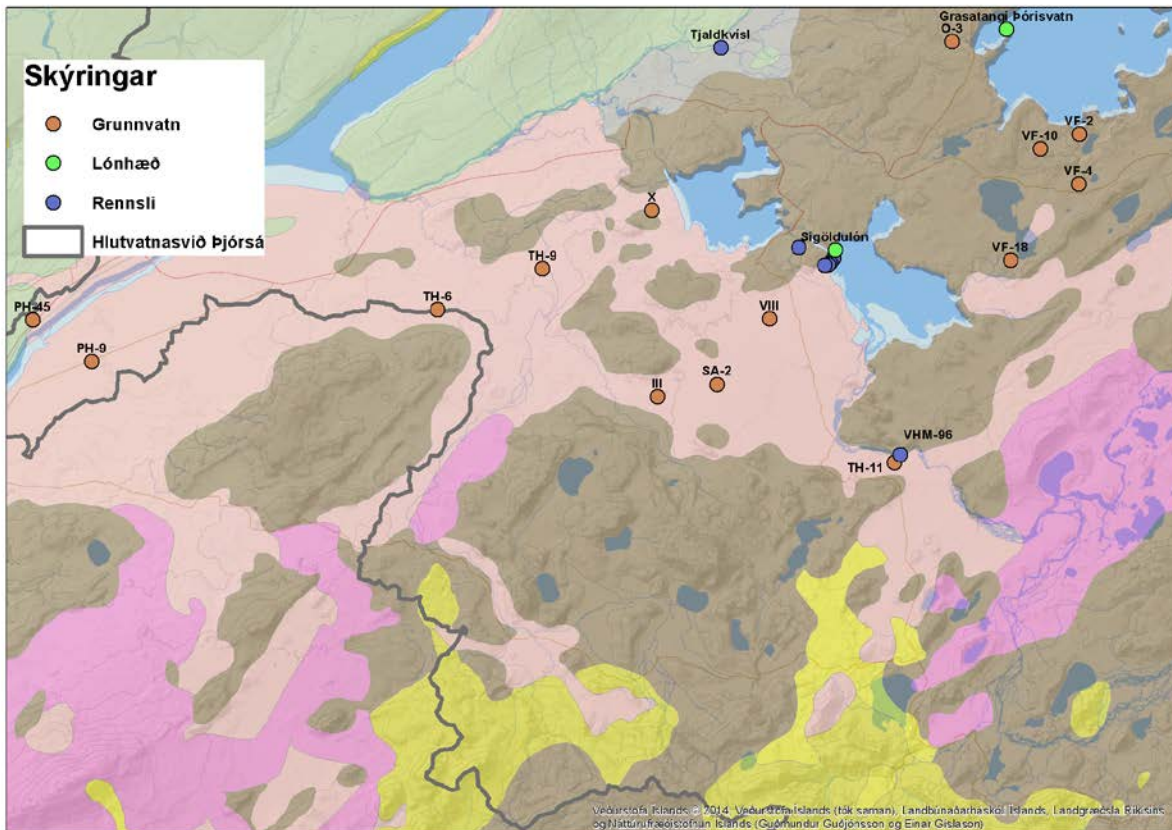 Grasatangi Þórisvatn
O-3
Tjaldkvísl
Skýringar
Grunnvatn
Lónhæð
Rennsli
Hlutvatnasvið Þjórsá
VF-2
VF-10
VF-4
X
Sigöldulón
VF-18
TH-9
PH-45
TH-6
VIII
PH-9
SA-2
III
VHM-96
TH-11
Veðurstofa Íslands © 2014, Veðurstofa Íslands (tók saman), Landbúnaðarháskóli Íslands, Landgræðsla Ríkisins
og Náttúrufræðistofnun Íslands (Guðmundur Guðjónsson og Einar Gíslason)